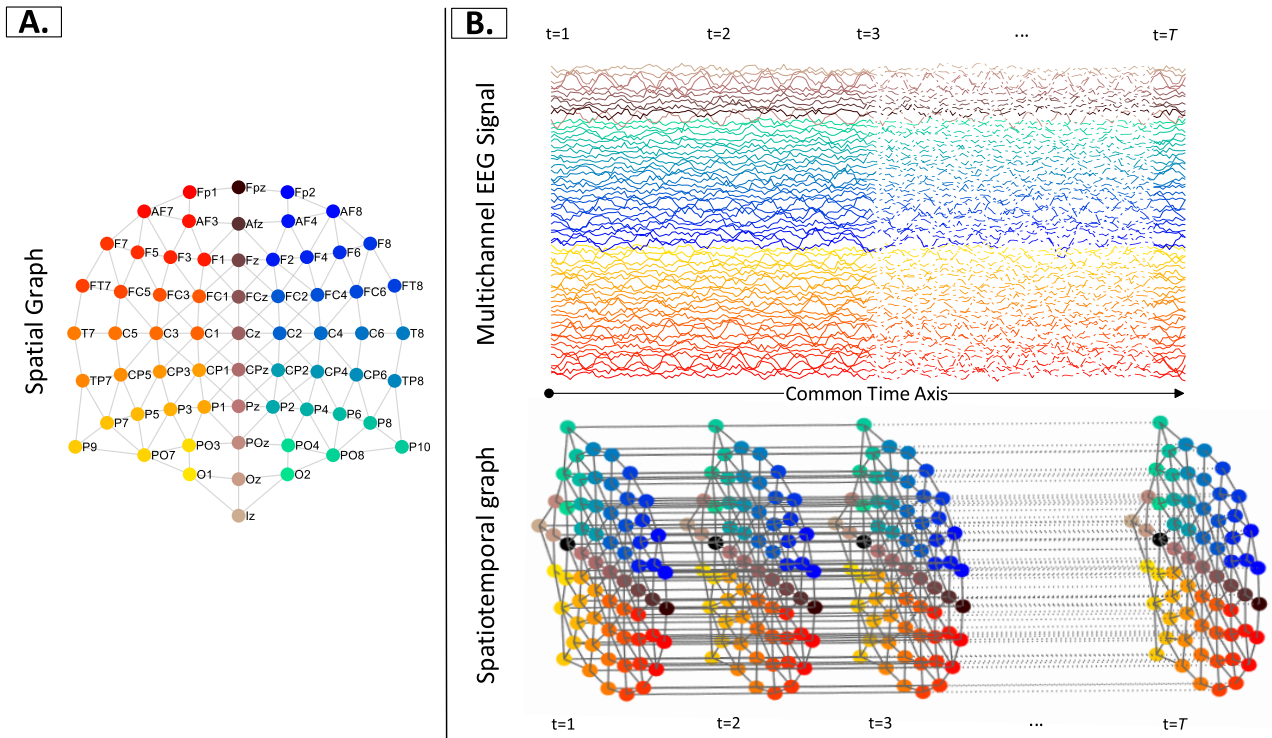 A.
Spatial Graph
Fp1 Fpz Fp2
AF7 AF3 Afz AF4 AF8
F7 F5 F3 F1 Fz F2 F4 F6 F8
FT7 FC5 FC3 FC1 FCz FC2 FC4 FC6 FT8
T7 C5 C3 C1 Cz C2 C4 C6 T8
TP7 CP5 CP3 CP1 CPz CP2 CP4 CP6 TP8
P7 P5 P3 P1 Pz P2 P4 P6 P8
P9 PO7 PO3 POz PO4 PO8 P10
O1 Oz O2
Iz
B.
t=1 t=2 t=3 ... t=T
Multichannel EEG Signal
Common Time Axis
Spatiotemporal graph
t=1 t=2 t=3 ... t=T